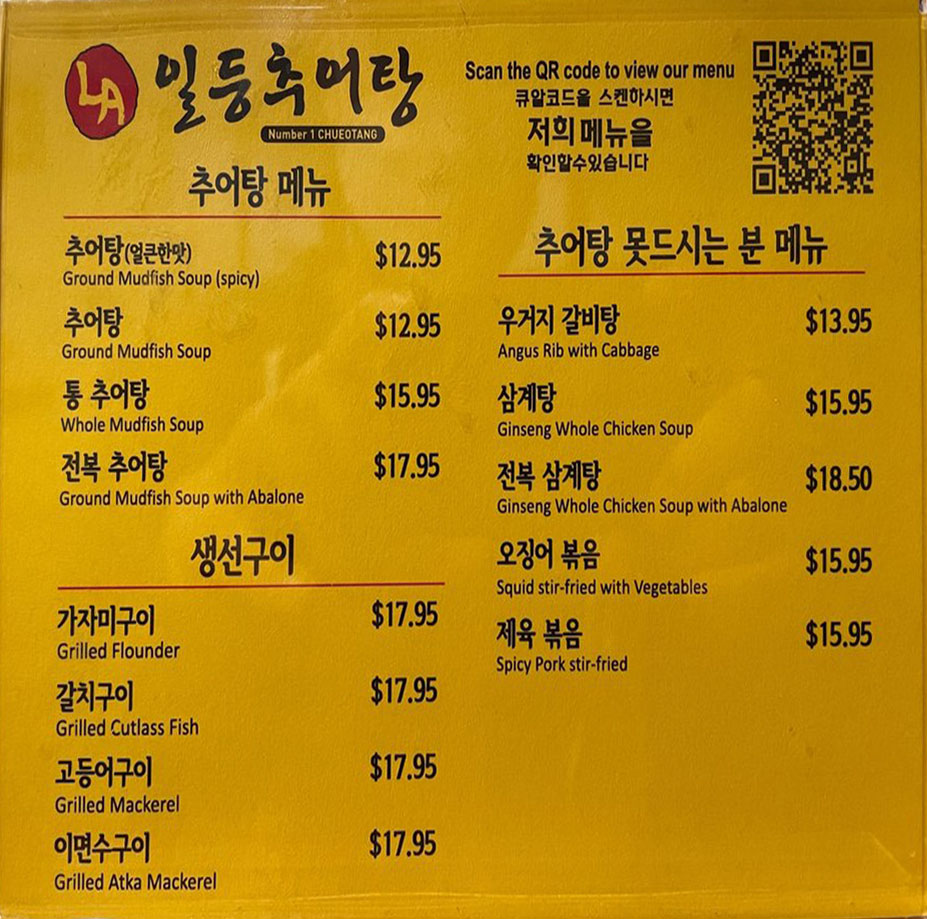 LA
일등추어탕
Number 1 CHUEOTANG
Scan the QR code to view our menu
큐알코드을 스켄하시면
저희 메뉴을
확인할수있습니다
추어탕 메뉴
추어탕(얼큰한맛) $12.95
Ground Mudfish Soup (spicy)
추어탕 $12.95
Ground Mudfish Soup
통 추어탕 $15.95
Whole Mudfish Soup
전복 추어탕 $17.95
Ground Mudfish Soup with Abalone
생선구이
가자미구이 $17.95
Grilled Flounder
갈치구이 $17.95
Grilled Cutlass Fish
고등어구이 $17.95
Grilled Mackerel
이면수구이 $17.95
Grilled Atka Mackerel
추어탕 못드시는 분 메뉴
우거지 갈비탕 $13.95
Angus Rib with Cabbage
삼계탕 $15.95
Ginseng Whole Chicken Soup
전복 삼계탕 $18.50
Ginseng Whole Chicken Soup with Abalone
오징어 볶음 $15.95
Squid stir-fried with Vegetables
제육 볶음 $15.95
Spicy Pork stir-fried